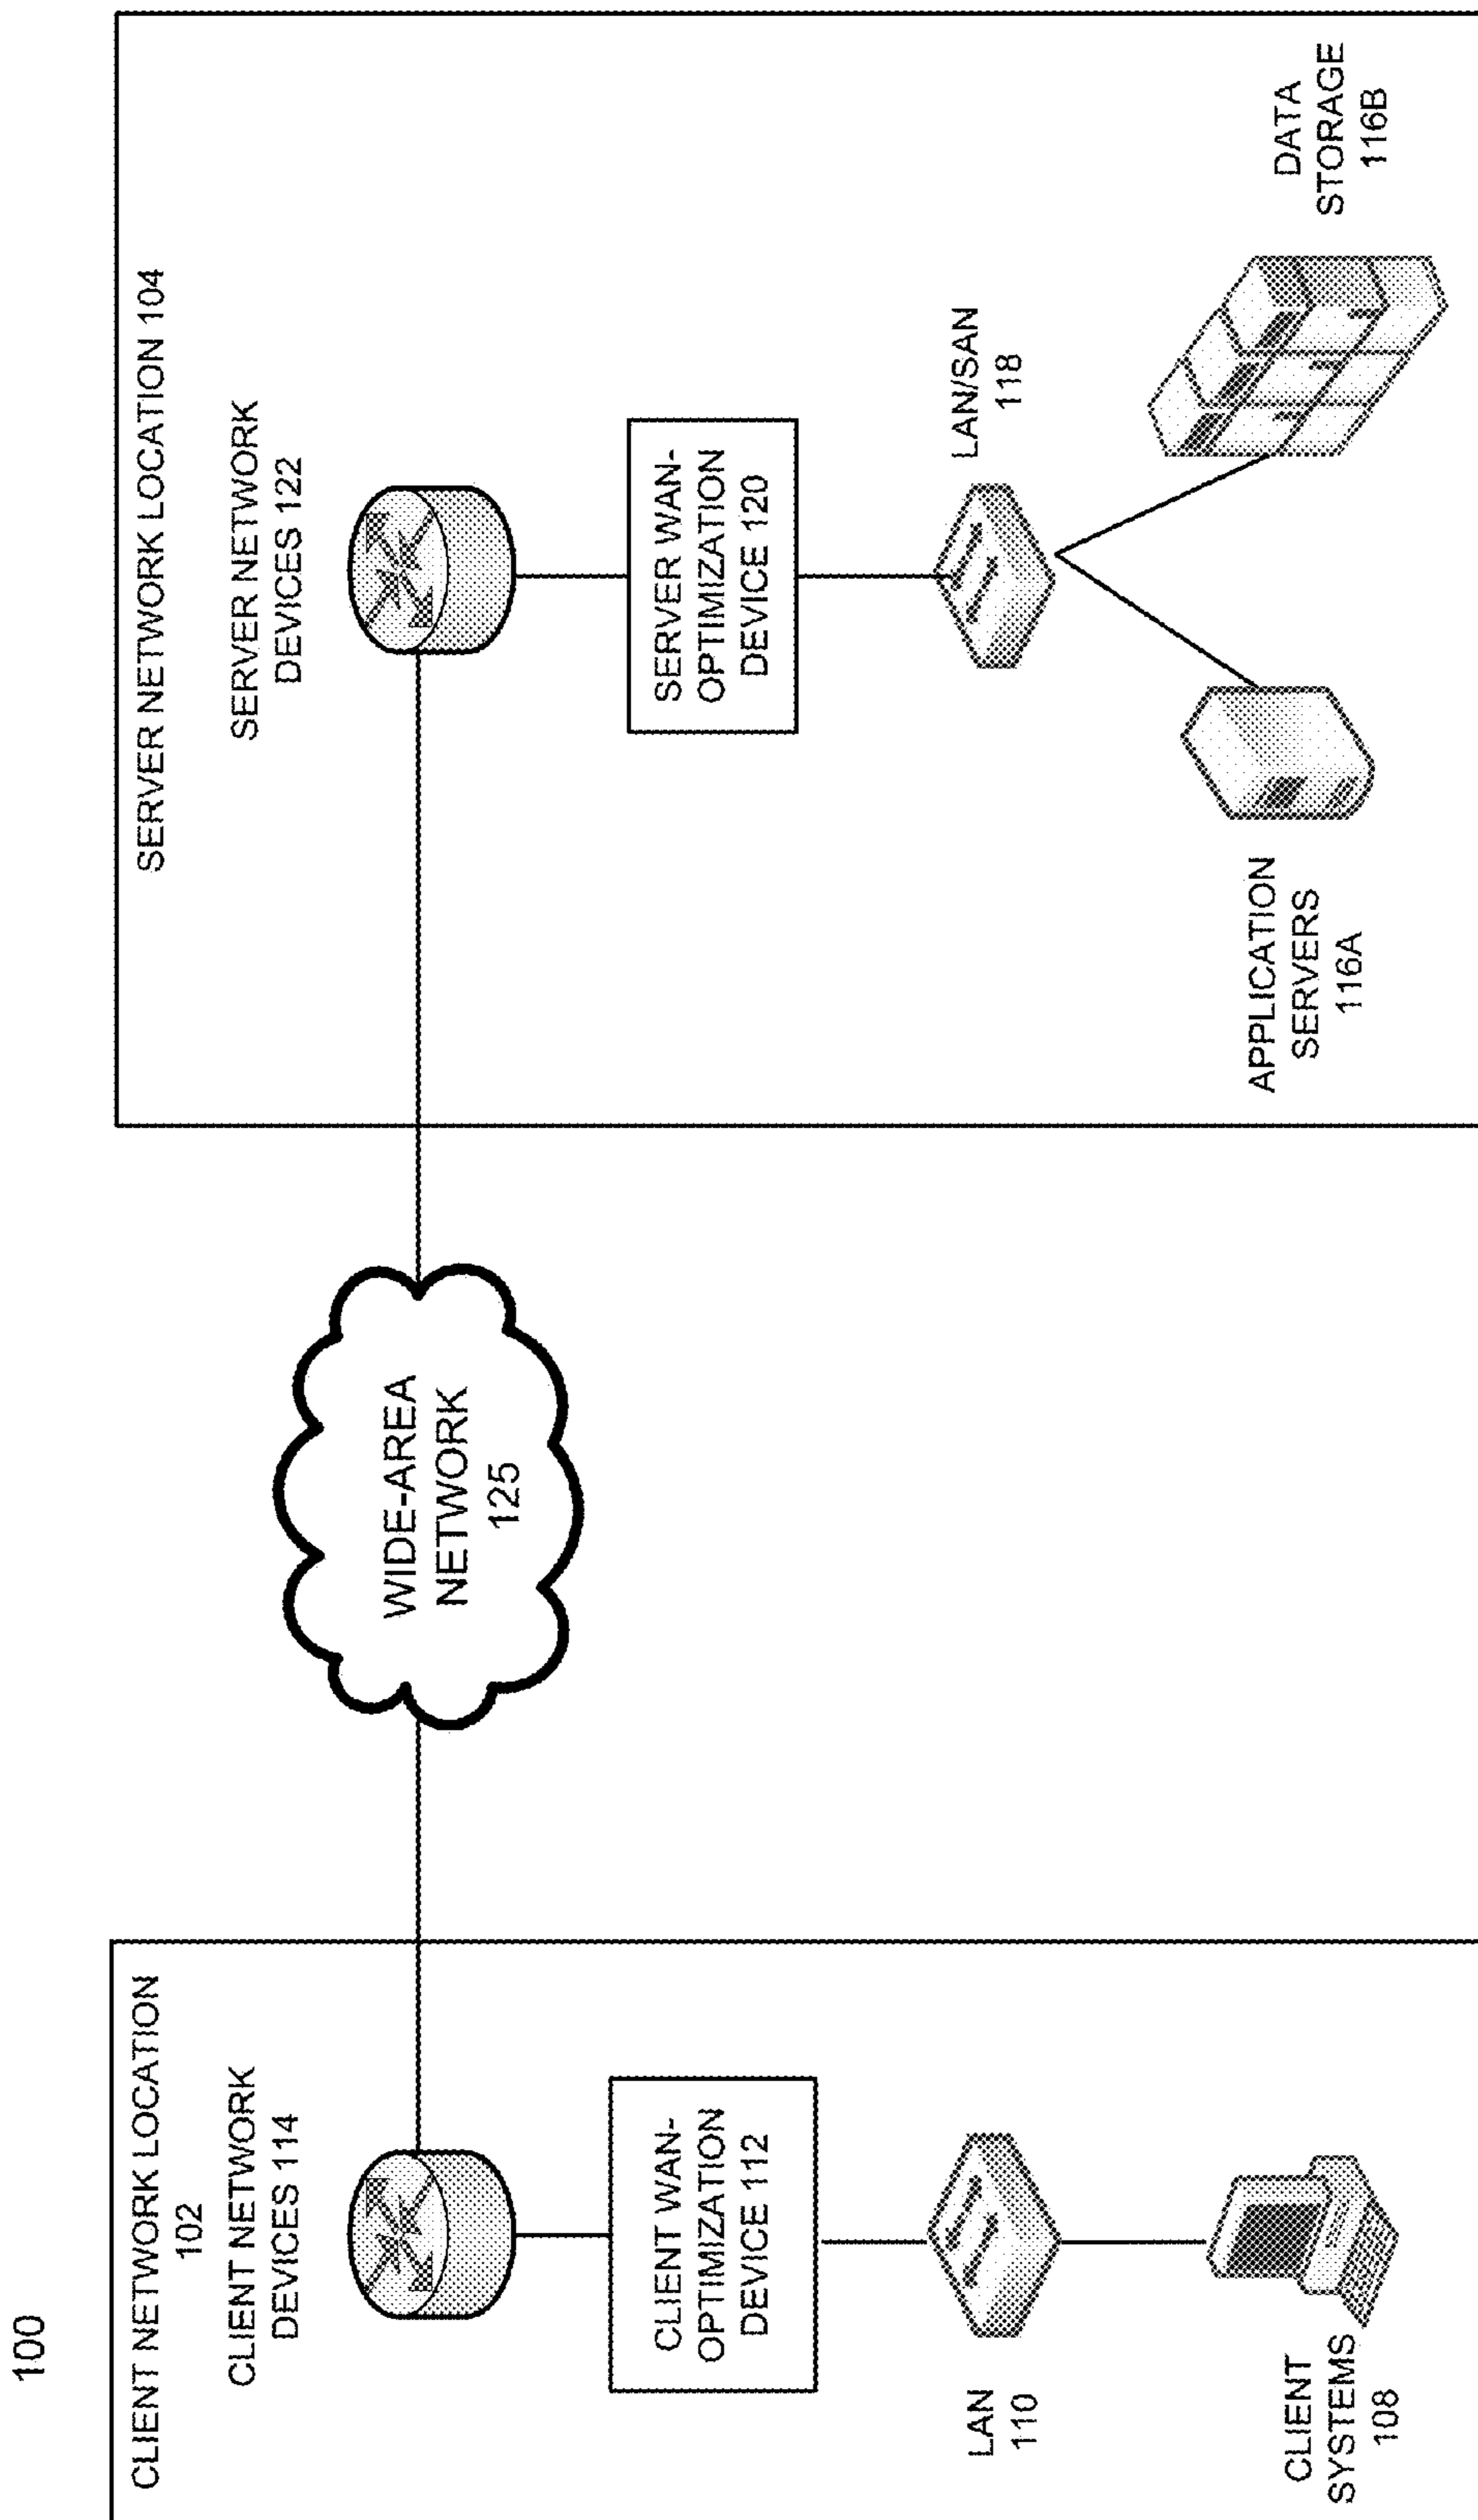 100
CLIENT NETWORK LOCATION
102
CLIENT NETWORK
DEVICES 114
CLIENT WAN-
OPTIMIZATION
DEVICE 112
LAN
110
CLIENT
SYSTEMS
108
WIDE-AREA
NETWORK
125
SERVER NETWORK LOCATION 104
SERVER NETWORK
DEVICES 122
SERVER WAN-
OPTIMIZATION
DEVICE 120
LAN/SAN
118
APPLICATION
SERVERS
116A
DATA
STORAGE
116B